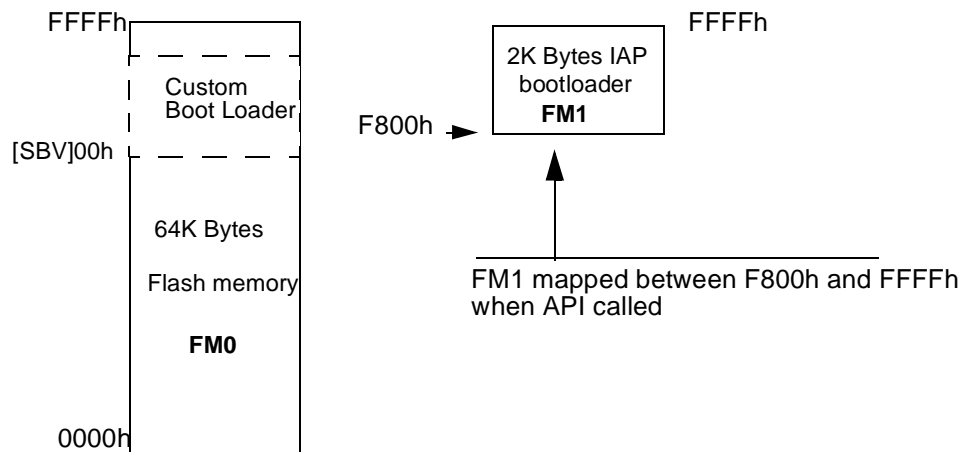 FFFFh
Custom
Boot Loader
[SBV]00h
64K Bytes
Flash memory
FM0
0000h
FFFFh
2K Bytes IAP
bootloader
FM1
F800h
FM1 mapped between F800h and FFFFh
when API called